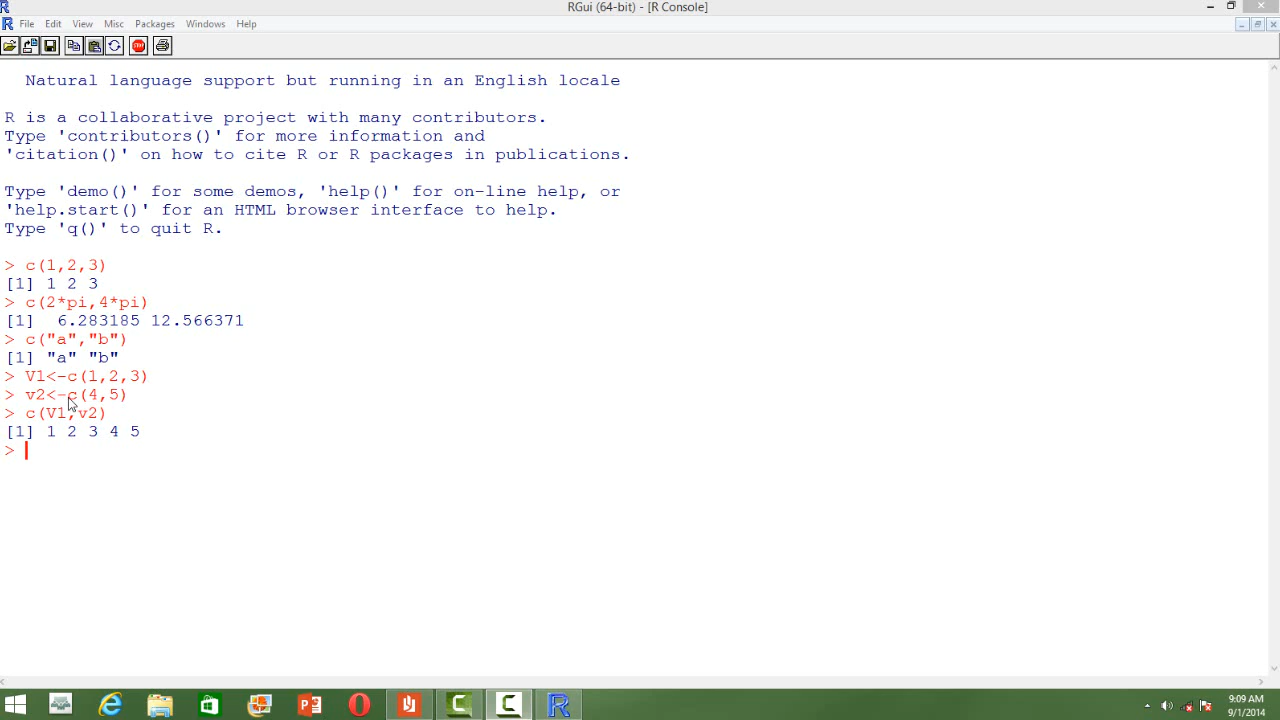 RGui (64-bit) - [R Console]
File Edit View Misc Packages Windows Help
Natural language support but running in an English locale
R is a collaborative project with many contributors.
Type 'contributors()' for more information and
'citation()' on how to cite R or R packages in publications.
Type 'demo()' for some demos, 'help()' for on-line help, or
'help.start()' for an HTML browser interface to help.
Type 'q()' to quit R.
> c(1,2,3)
[1] 1 2 3
> c(2*pi,4*pi)
[1]  6.283185 12.566371
> c("a","b")
[1] "a" "b"
> V1<-c(1,2,3)
> v2<-c(4,5)
> c(V1,v2)
[1] 1 2 3 4 5
>
9:09 AM
9/1/2014